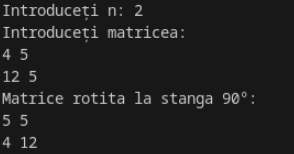 Introduceți n: 2
Introduceți matricea:
4 5
12 5
Matrice rotita la stanga 90°:
5 5
4 12